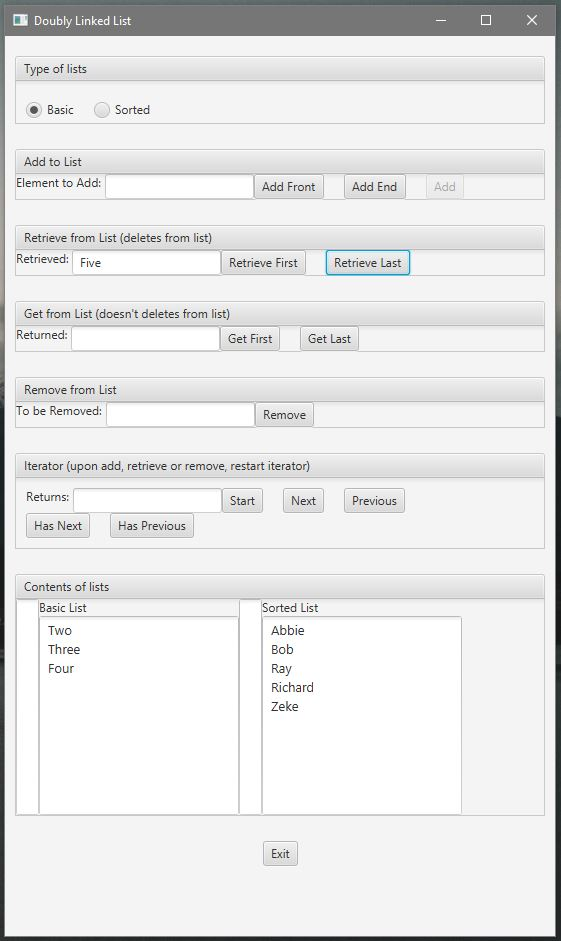 Doubly Linked List
Type of lists
Basic Sorted
Add to List
Element to Add: Add Front Add End Add
Retrieve from List (deletes from list)
Retrieved: Five Retrieve First Retrieve Last
Get from List (doesn't deletes from list)
Returned: Get First Get Last
Remove from List
To be Removed: Remove
Iterator (upon add, retrieve or remove, restart iterator)
Returns: Start Next Previous
Has Next Has Previous
Contents of lists
Basic List Sorted List
Two Abbie
Three Bob
Four Ray
Richard
Zeke
Exit